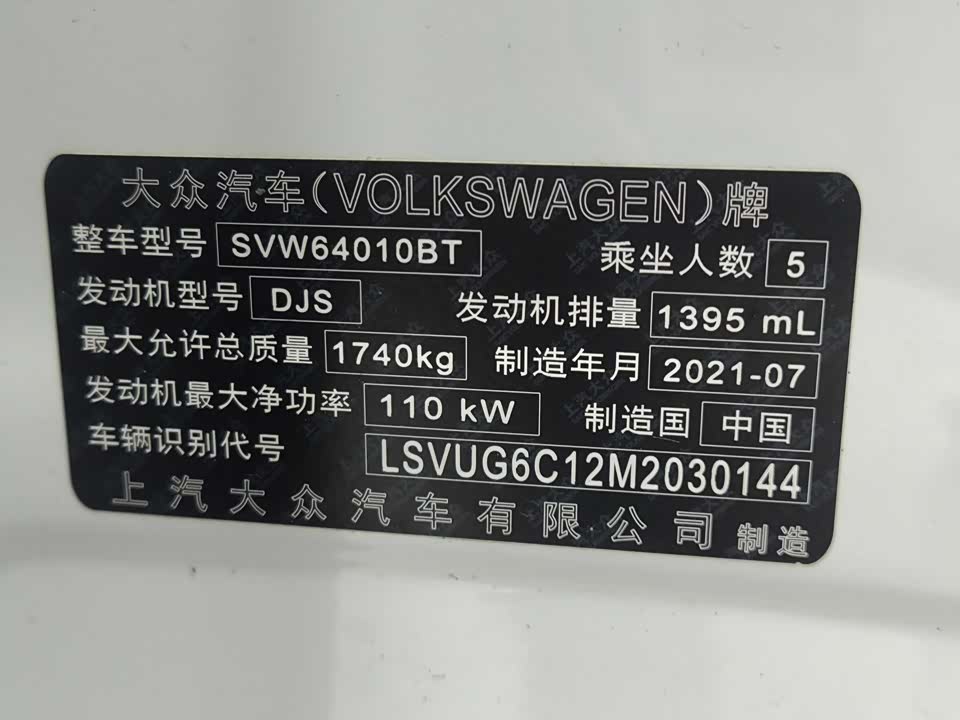 大众汽车(VOLKSWAGEN)牌
整车型号 SVW64010BT 乘坐人数 5
发动机型号 DJS 发动机排量 1395 mL
最大允许总质量 1740kg 制造年月 2021-07
发动机最大净功率 110 kW 制造国 中国
车辆识别代号 LSVUG6C12M2030144
上汽大众汽车有限公司 制造